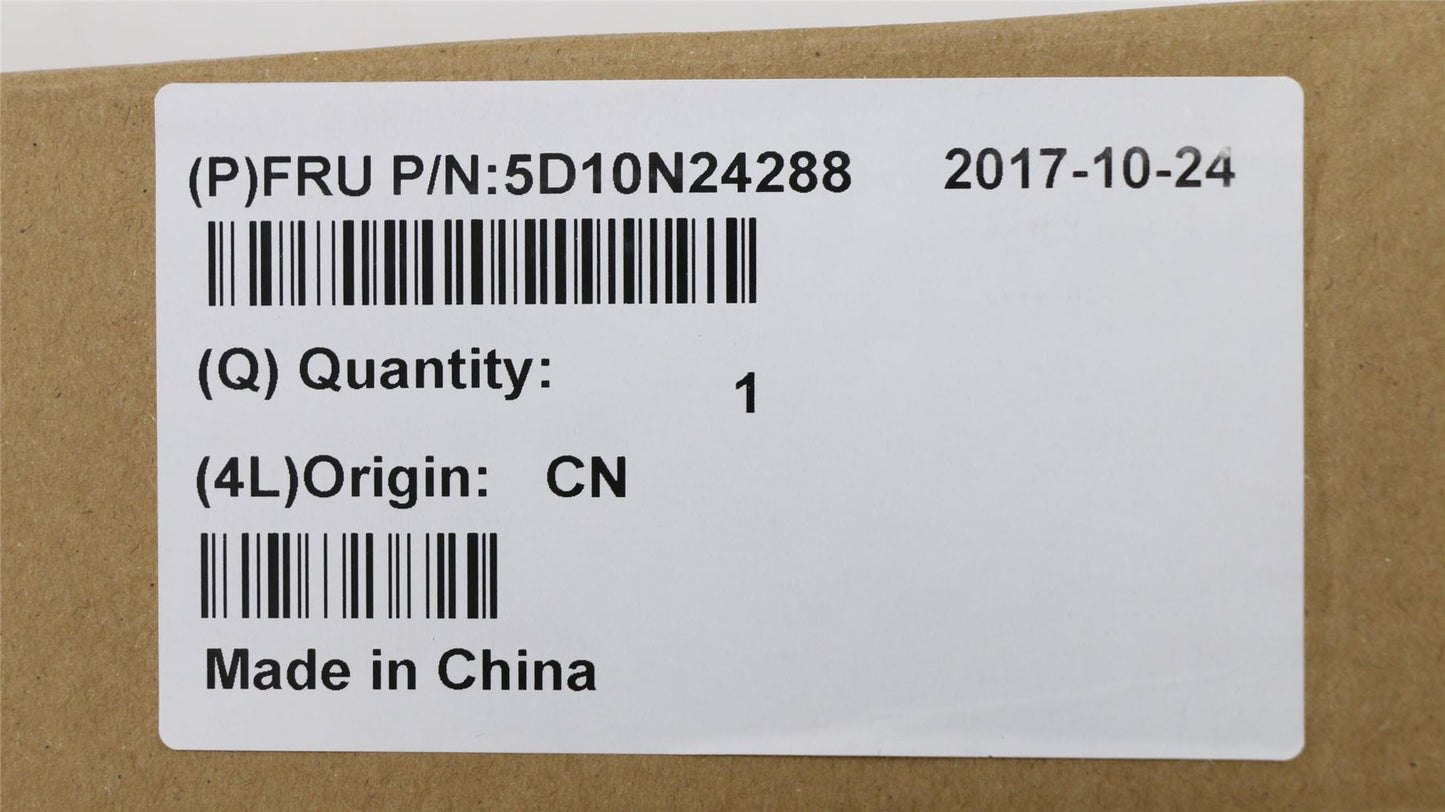 (P)FRU P/N:5D10N24288 2017-10-24
(Q) Quantity: 1
(4L)Origin: CN
Made in China